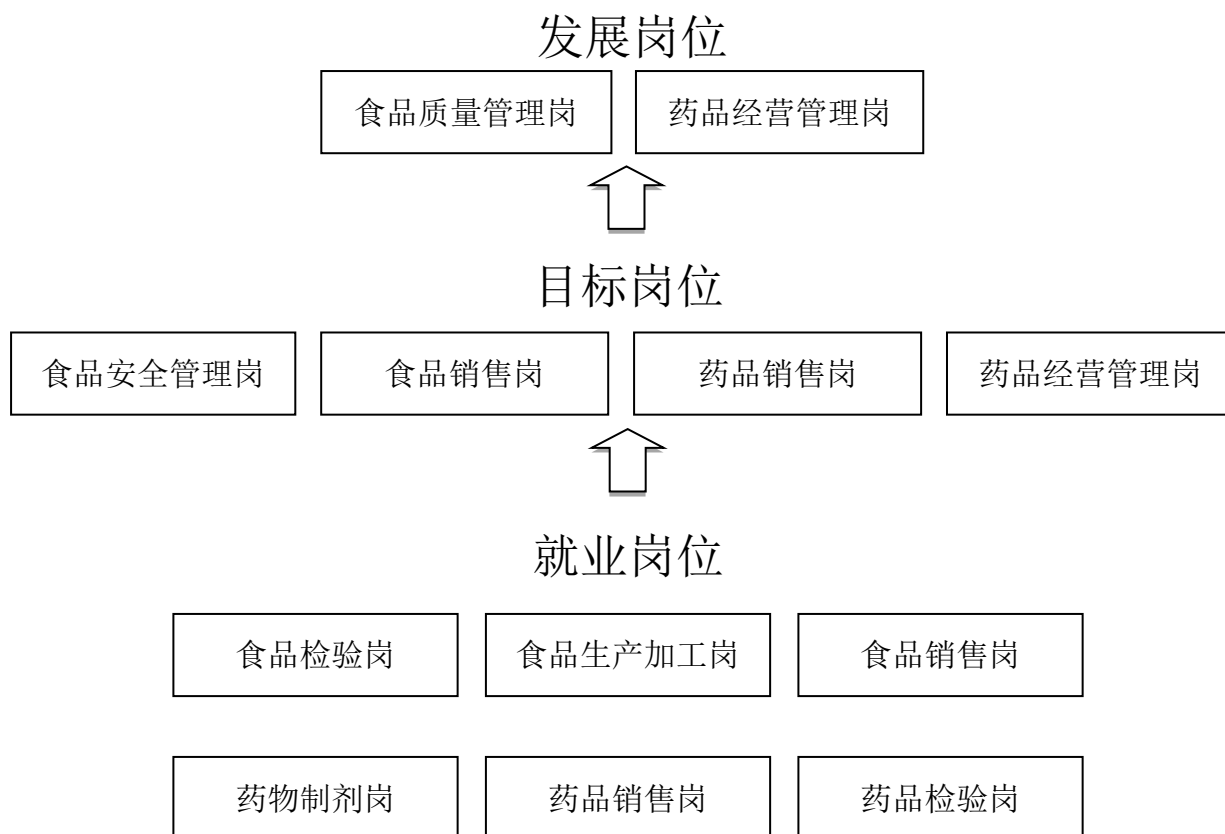 发展岗位
食品质量管理岗 药品经营管理岗
目标岗位
食品安全管理岗 食品销售岗 药品销售岗 药品经营管理岗
就业岗位
食品检验岗 食品生产加工岗 食品销售岗
药物制剂岗 药品销售岗 药品检验岗